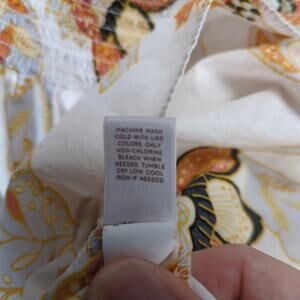 MACHINE WASH
COLD WITH LIKE
COLORS. ONLY
NON-CHLORINE
BLEACH WHEN
NEEDED. TUMBLE
DRY LOW. COOL
IRON IF NEEDED.